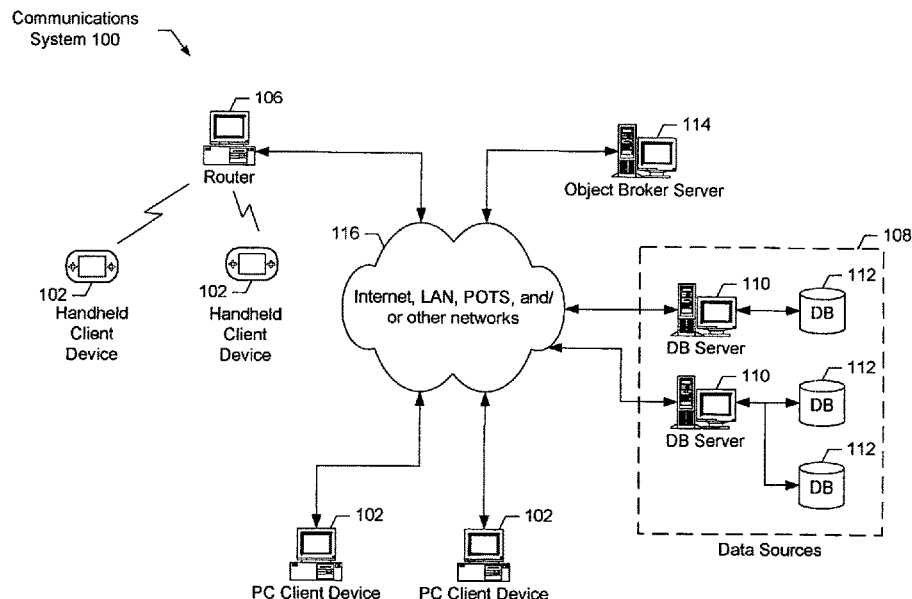 Communications
System 100
106
Router
114
Object Broker Server
102
Handheld
Client
Device
102
Handheld
Client
Device
116
Internet, LAN, POTS, and/
or other networks
108
110
DB Server
112
DB
110
DB Server
112
DB
112
DB
Data Sources
102
PC Client Device
102
PC Client Device